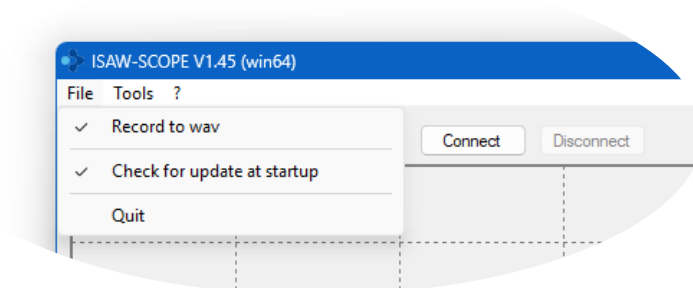 ISAW-SCOPE V1.45 (win64)
File Tools ?
Record to wav
Connect Disconnect
Check for update at startup
Quit